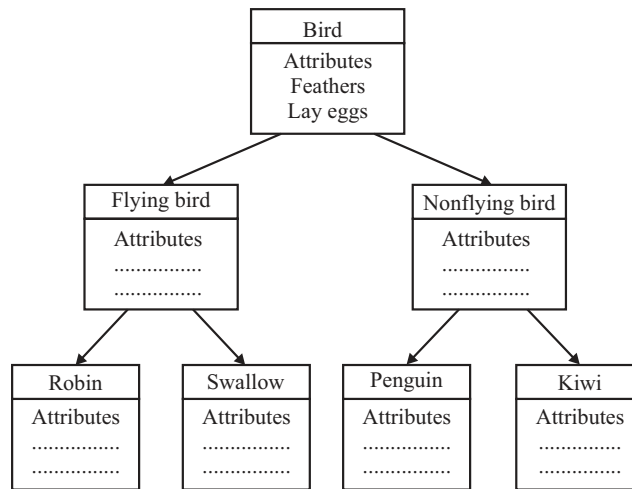 Bird
Attributes
Feathers
Lay eggs
Flying bird
Attributes
................
................
Nonflying bird
Attributes
................
................
Robin
Attributes
................
................
Swallow
Attributes
................
................
Penguin
Attributes
................
................
Kiwi
Attributes
................
................